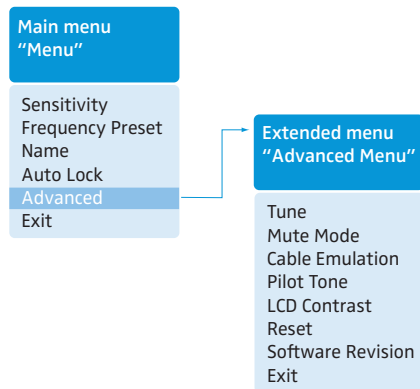 Main menu
“Menu”
Sensitivity
Frequency Preset
Name
Auto Lock
Advanced
Exit
Extended menu
“Advanced Menu”
Tune
Mute Mode
Cable Emulation
Pilot Tone
LCD Contrast
Reset
Software Revision
Exit